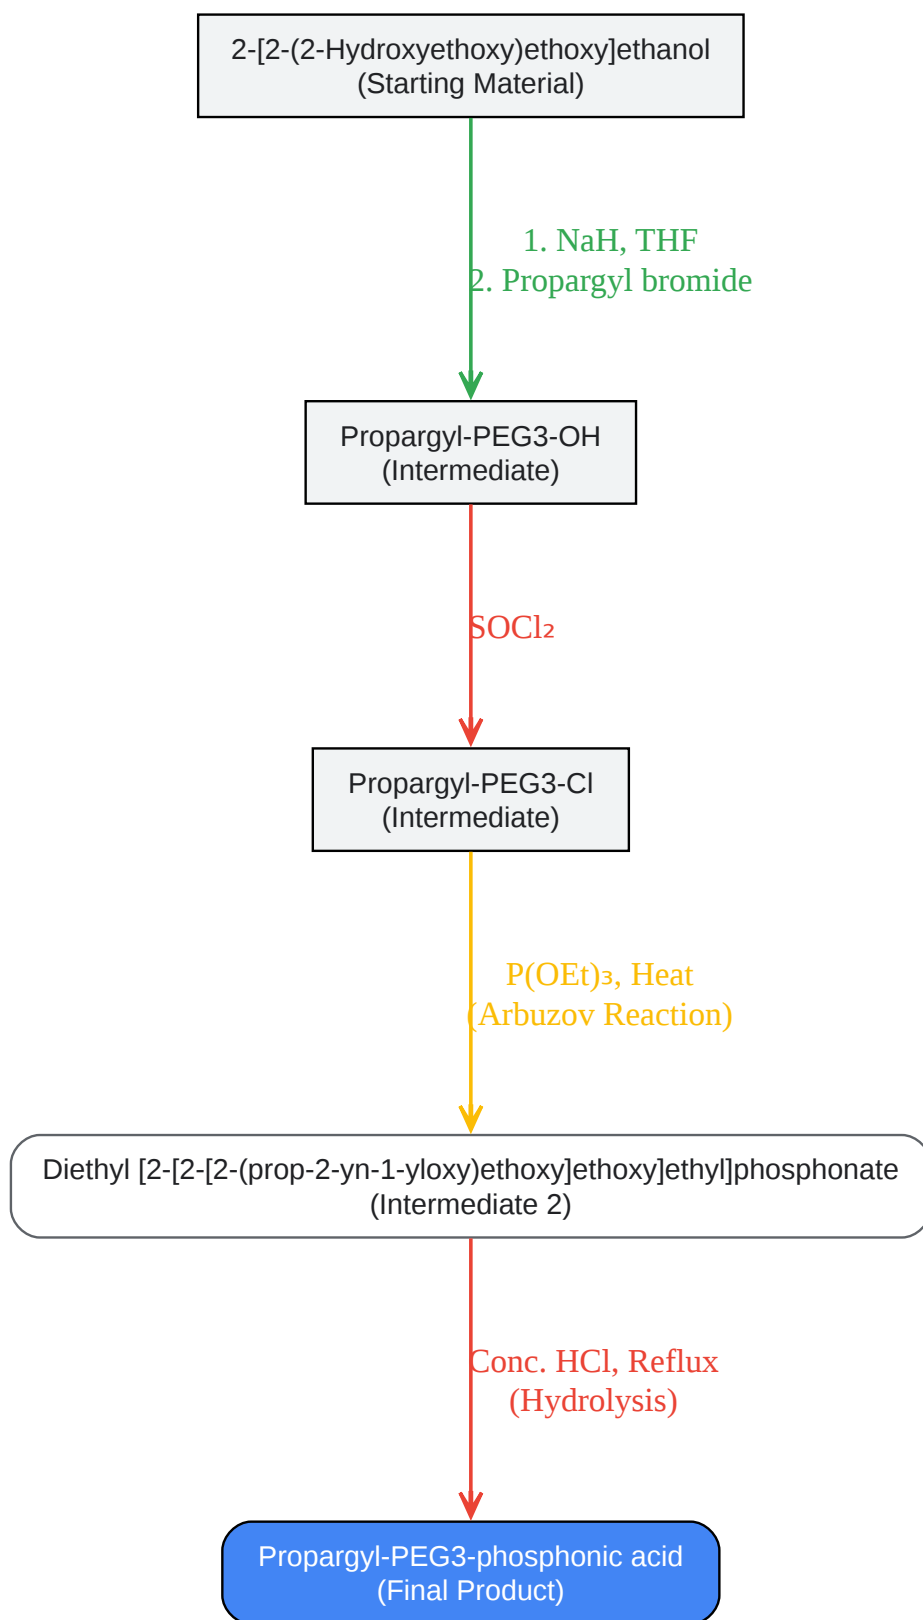 2-[2-(2-Hydroxyethoxy)ethoxy]ethanol
(Starting Material)
1. NaH, THF
2. Propargyl bromide
Propargyl-PEG3-OH
(Intermediate)
SOCl₂
Propargyl-PEG3-Cl
(Intermediate)
P(OEt)₃, Heat
(Arbuzov Reaction)
Diethyl [2-[2-[2-(prop-2-yn-1-yloxy)ethoxy]ethoxy]ethyl]phosphonate
(Intermediate 2)
Conc. HCl, Reflux
(Hydrolysis)
Propargyl-PEG3-phosphonic acid
(Final Product)